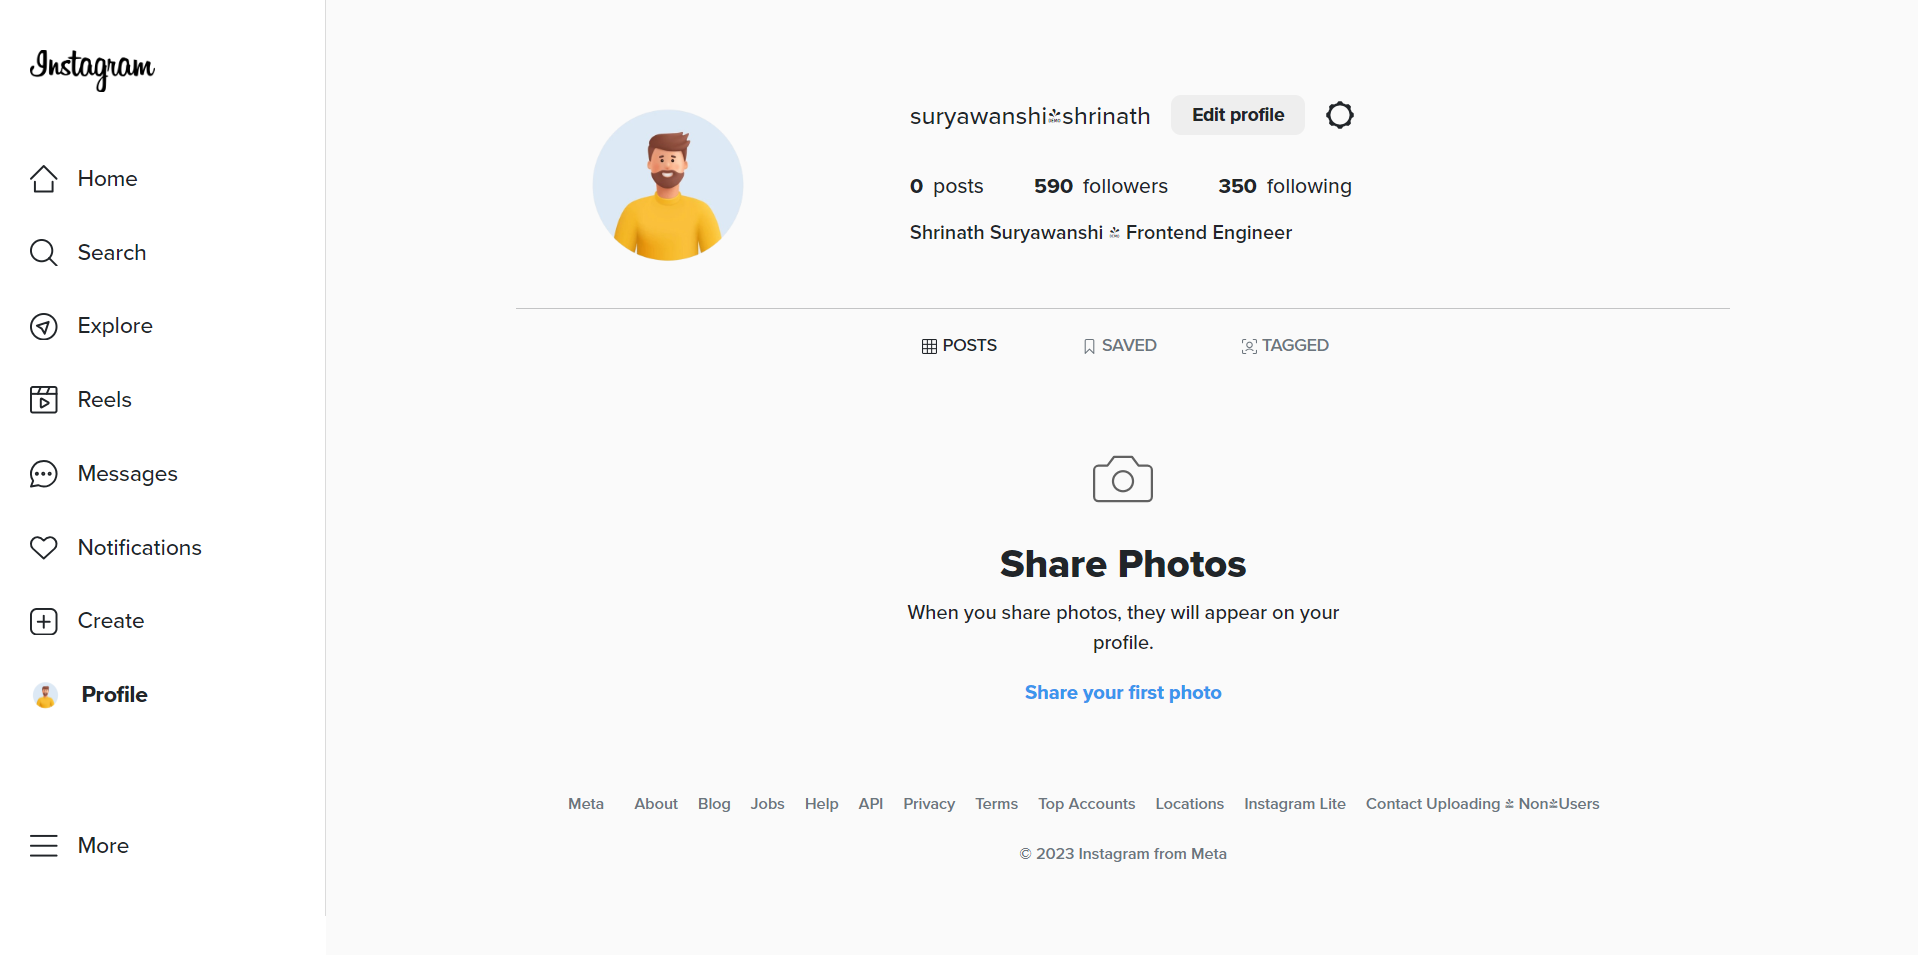 Instagram
Home
Search
Explore
Reels
Messages
Notifications
Create
Profile
More
suryawanshi shrinath Edit profile
0 posts 590 followers 350 following
Shrinath Suryawanshi Frontend Engineer
POSTS SAVED TAGGED
Share Photos
When you share photos, they will appear on your
profile.
Share your first photo
Meta About Blog Jobs Help API Privacy Terms Top Accounts Locations Instagram Lite Contact Uploading Non Users
© 2023 Instagram from Meta